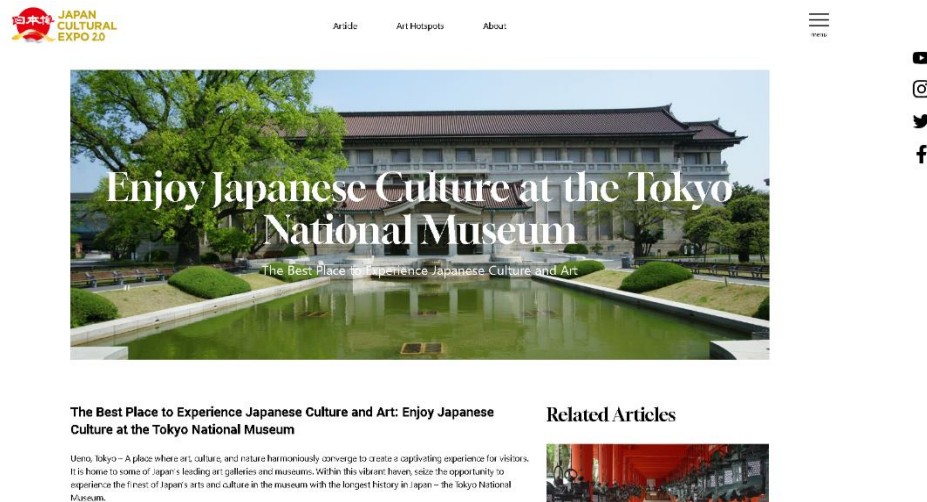 日本博
JAPAN
CULTURAL
EXPO 2.0
Article
Art Hotspots
About
menu
Enjoy Japanese Culture at the Tokyo
National Museum
The Best Place to Experience Japanese Culture and Art
The Best Place to Experience Japanese Culture and Art: Enjoy Japanese
Culture at the Tokyo National Museum
Ueno, Tokyo – A place where art, culture, and nature harmoniously converge to create a captivating experience for visitors.
It is home to some of Japan's leading art galleries and museums. Within this vibrant haven, seize the opportunity to
experience the finest of Japan's arts and culture in the museum with the longest history in Japan – the Tokyo National
Museum.
Related Articles